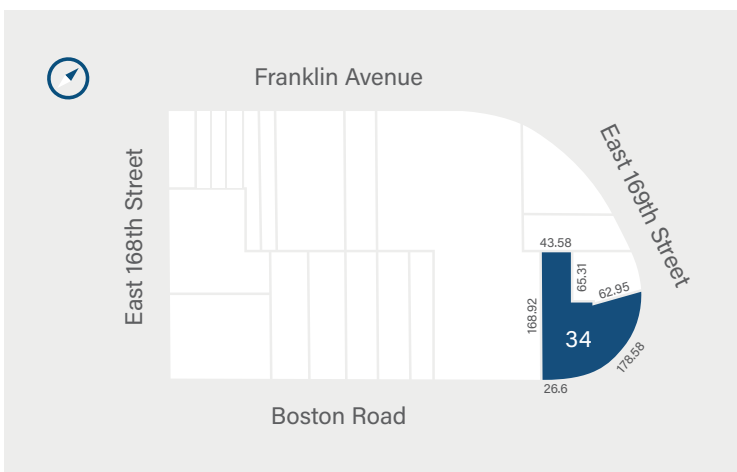 Franklin Avenue
East 168th Street
East 169th Street
43.58
65.31
62.95
168.92
34
178.58
26.6
Boston Road